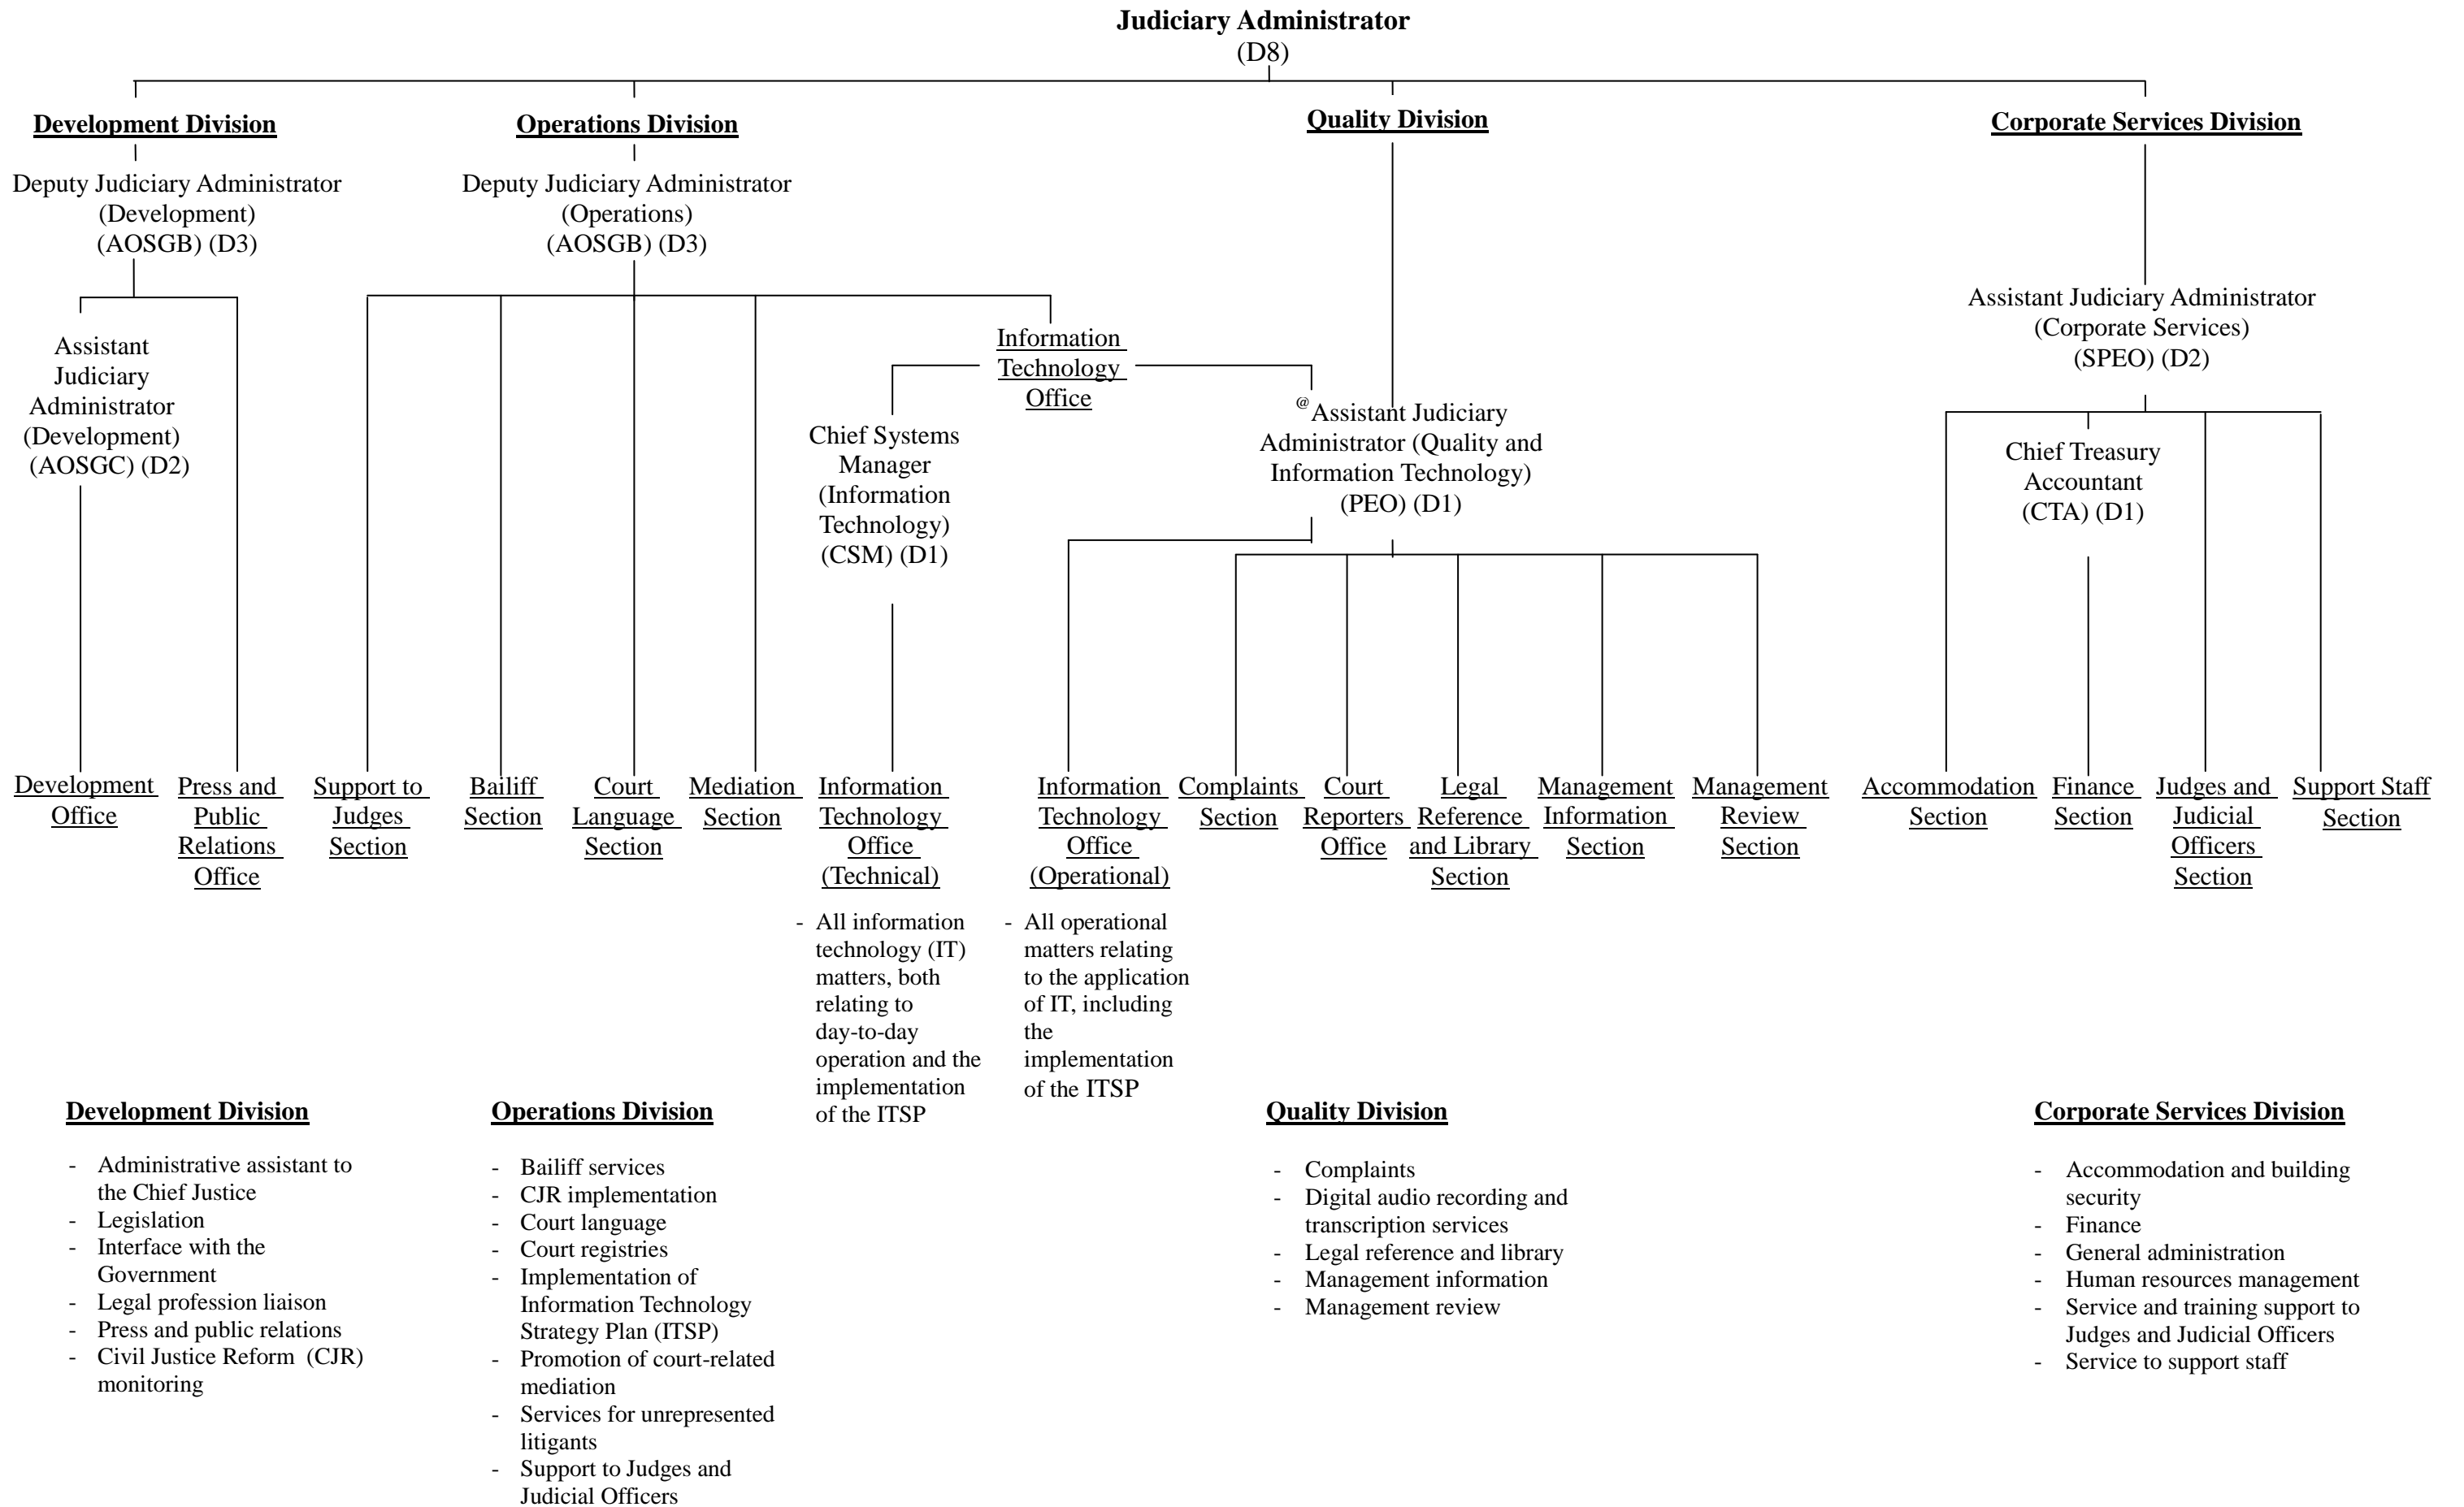 Judiciary Administrator
(D8)
Development Division
Operations Division
Quality Division
Corporate Services Division
Deputy Judiciary Administrator
(Development)
(AOSGB) (D3)
Deputy Judiciary Administrator
(Operations)
(AOSGB) (D3)
Assistant
Judiciary
Administrator
(Development)
(AOSGC) (D2)
Information
Technology
Office
Chief Systems
Manager
(Information
Technology)
(CSM) (D1)
@Assistant Judiciary
Administrator (Quality and
Information Technology)
(PEO) (D1)
Assistant Judiciary Administrator
(Corporate Services)
(SPEO) (D2)
Chief Treasury
Accountant
(CTA) (D1)
Development
Office
Press and
Public
Relations
Office
Support to
Judges
Section
Bailiff
Section
Court
Language
Section
Mediation
Section
Information
Technology
Office
(Technical)
- All information
technology (IT)
matters, both
relating to
day-to-day
operation and the
implementation
of the ITSP
Information
Technology
Office
(Operational)
- All operational
matters relating
to the application
of IT, including
the
implementation
of the ITSP
Complaints
Section
Court
Reporters
Office
Legal
Reference
and Library
Section
Management
Information
Section
Management
Review
Section
Accommodation
Section
Finance
Section
Judges and
Judicial
Officers
Section
Support Staff
Section
Development Division
- Administrative assistant to
the Chief Justice
- Legislation
- Interface with the
Government
- Legal profession liaison
- Press and public relations
- Civil Justice Reform (CJR)
monitoring
Operations Division
- Bailiff services
- CJR implementation
- Court language
- Court registries
- Implementation of
Information Technology
Strategy Plan (ITSP)
- Promotion of court-related
mediation
- Services for unrepresented
litigants
- Support to Judges and
Judicial Officers
Quality Division
- Complaints
- Digital audio recording and
transcription services
- Legal reference and library
- Management information
- Management review
Corporate Services Division
- Accommodation and building
security
- Finance
- General administration
- Human resources management
- Service and training support to
Judges and Judicial Officers
- Service to support staff